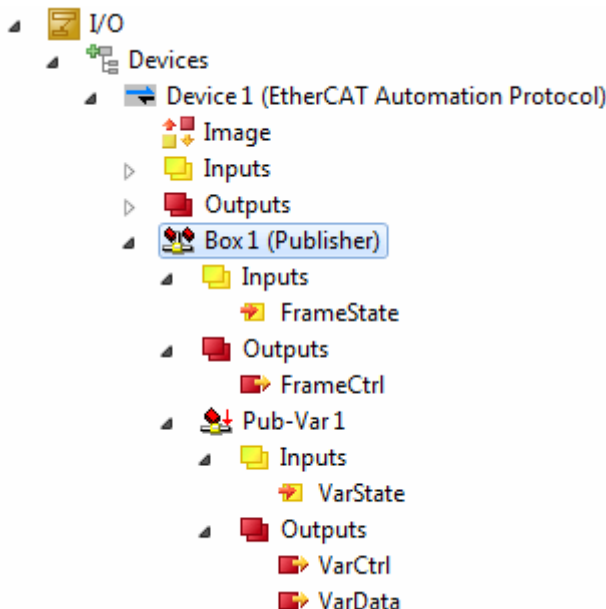 I/O
Devices
Device 1 (EtherCAT Automation Protocol)
Image
Inputs
Outputs
Box 1 (Publisher)
Inputs
FrameState
Outputs
FrameCtrl
Pub-Var 1
Inputs
VarState
Outputs
VarCtrl
VarData